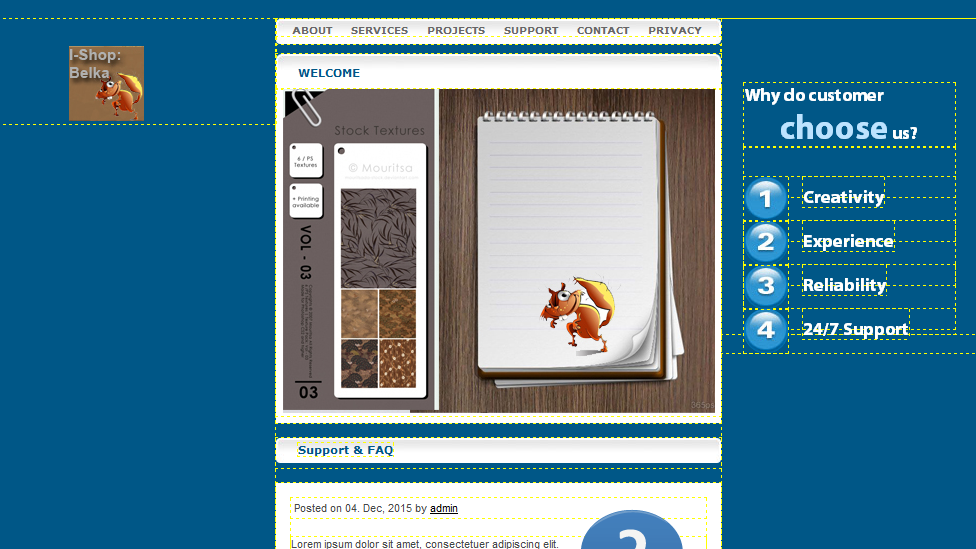 I-Shop:
Belka
ABOUT SERVICES PROJECTS SUPPORT CONTACT PRIVACY
WELCOME
Stock Textures
6 / PS
Textures
© Mouritsa
+ Printing
available
VOL - 03
03
365psd
Why do customer
choose us?
1 Creativity
2 Experience
3 Reliability
4 24/7 Support
Support & FAQ
Posted on 04. Dec, 2015 by admin
Lorem ipsum dolor sit amet, consectetuer adipiscing elit.
?